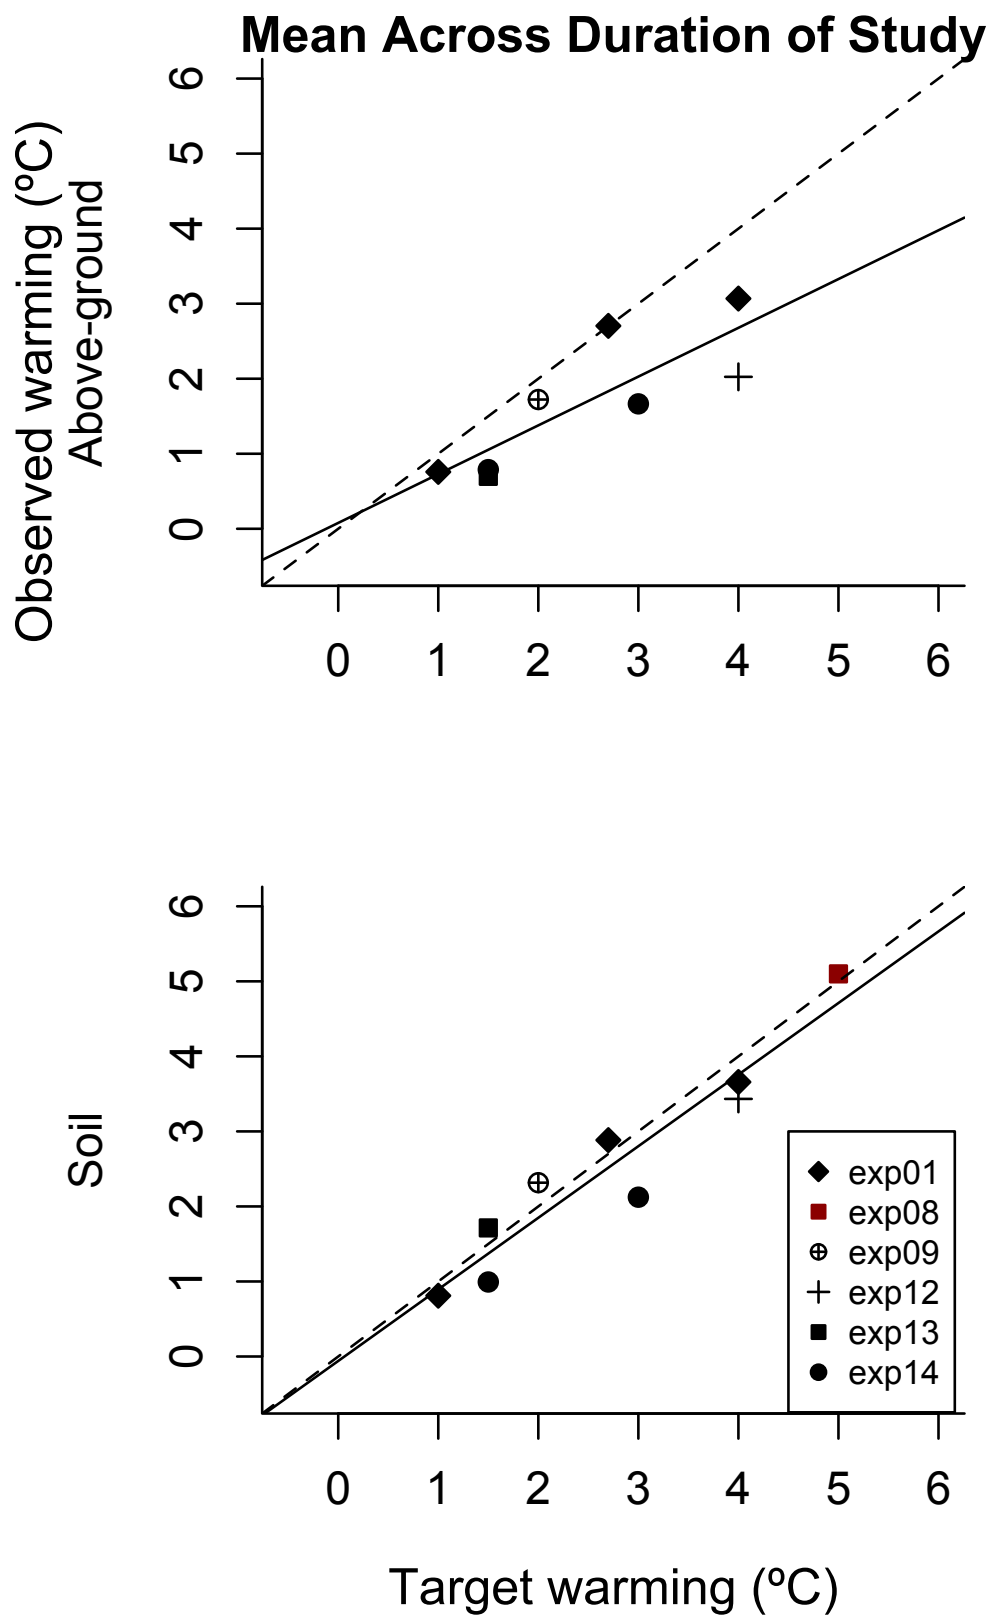 Mean Across Duration of Study
Observed warming (ºC)
Above-ground
6
5
4
3
2
1
0
0 1 2 3 4 5 6
Soil
6
5
4
3
2
1
0
exp01
exp08
exp09
exp12
exp13
exp14
0 1 2 3 4 5 6
Target warming (ºC)